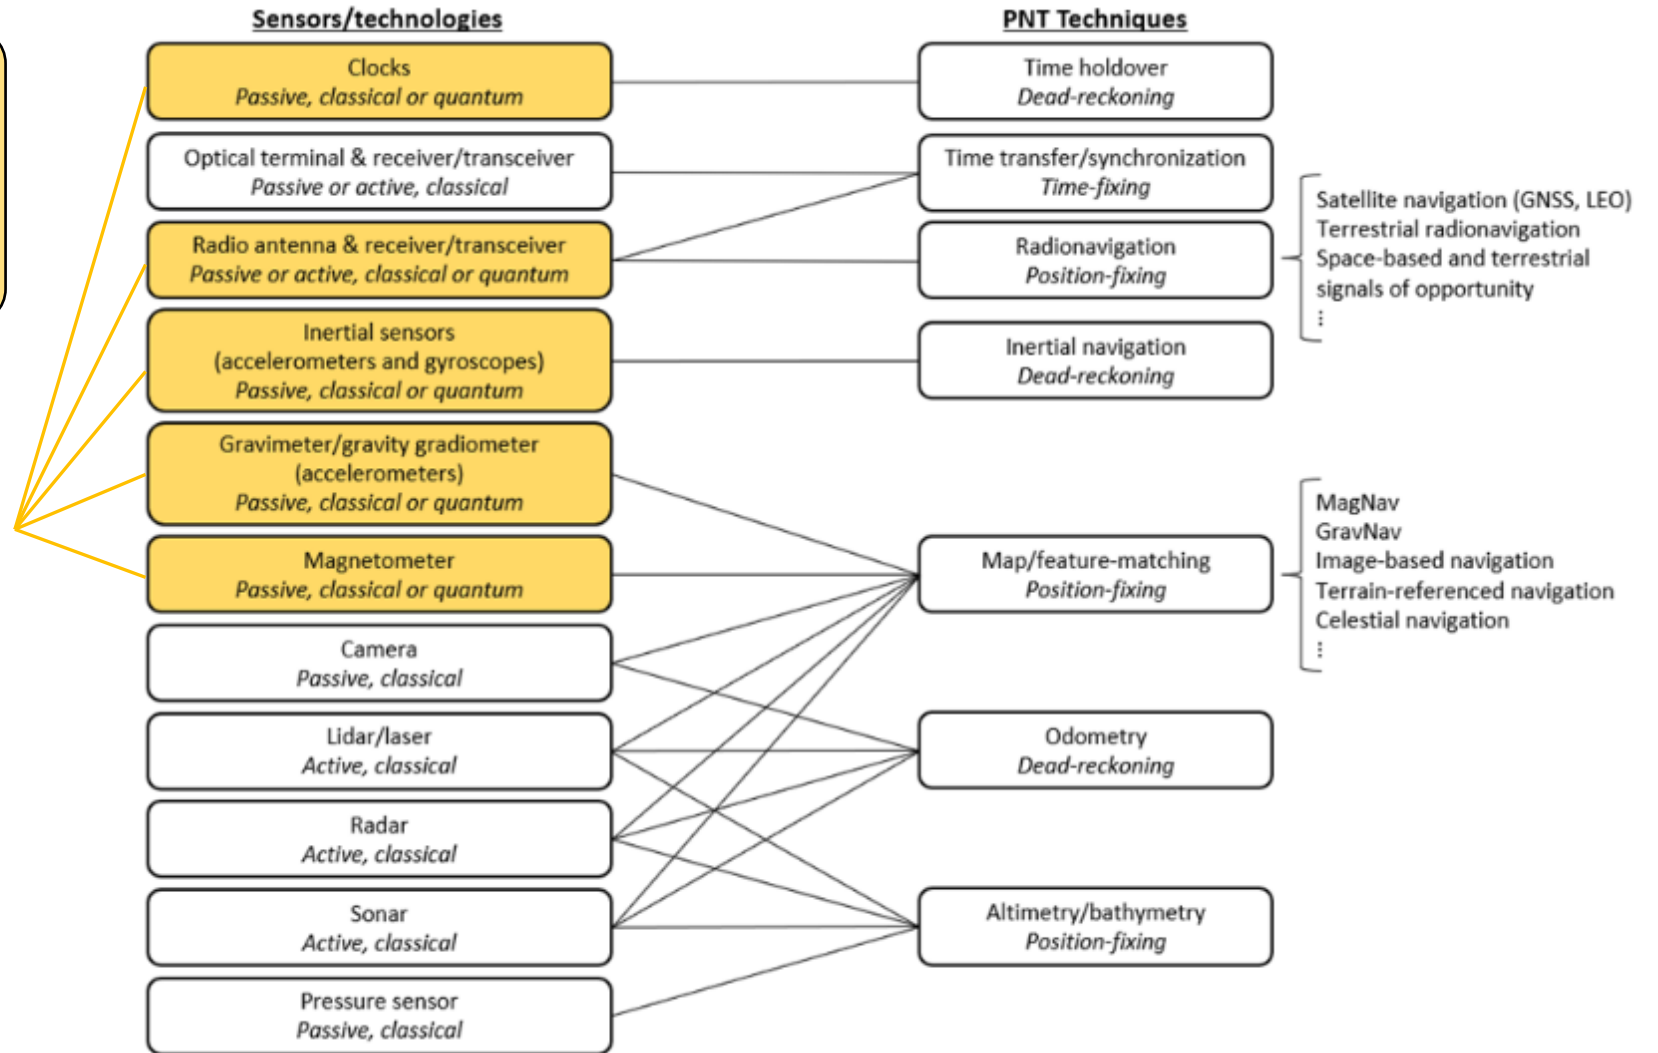 Sensors/technologies
Clocks
Passive, classical or quantum
Optical terminal & receiver/transceiver
Passive or active, classical
Radio antenna & receiver/transceiver
Passive or active, classical or quantum
Inertial sensors
(accelerometers and gyroscopes)
Passive, classical or quantum
Gravimeter/gravity gradiometer
(accelerometers)
Passive, classical or quantum
Magnetometer
Passive, classical or quantum
Camera
Passive, classical
Lidar/laser
Active, classical
Radar
Active, classical
Sonar
Active, classical
Pressure sensor
Passive, classical
PNT Techniques
Time holdover
Dead-reckoning
Time transfer/synchronization
Time-fixing
Radionavigation
Position-fixing
Inertial navigation
Dead-reckoning
Map/feature-matching
Position-fixing
Odometry
Dead-reckoning
Altimetry/bathymetry
Position-fixing
Satellite navigation (GNSS, LEO)
Terrestrial radionavigation
Space-based and terrestrial
signals of opportunity
⋮
MagNav
GravNav
Image-based navigation
Terrain-referenced navigation
Celestial navigation
⋮